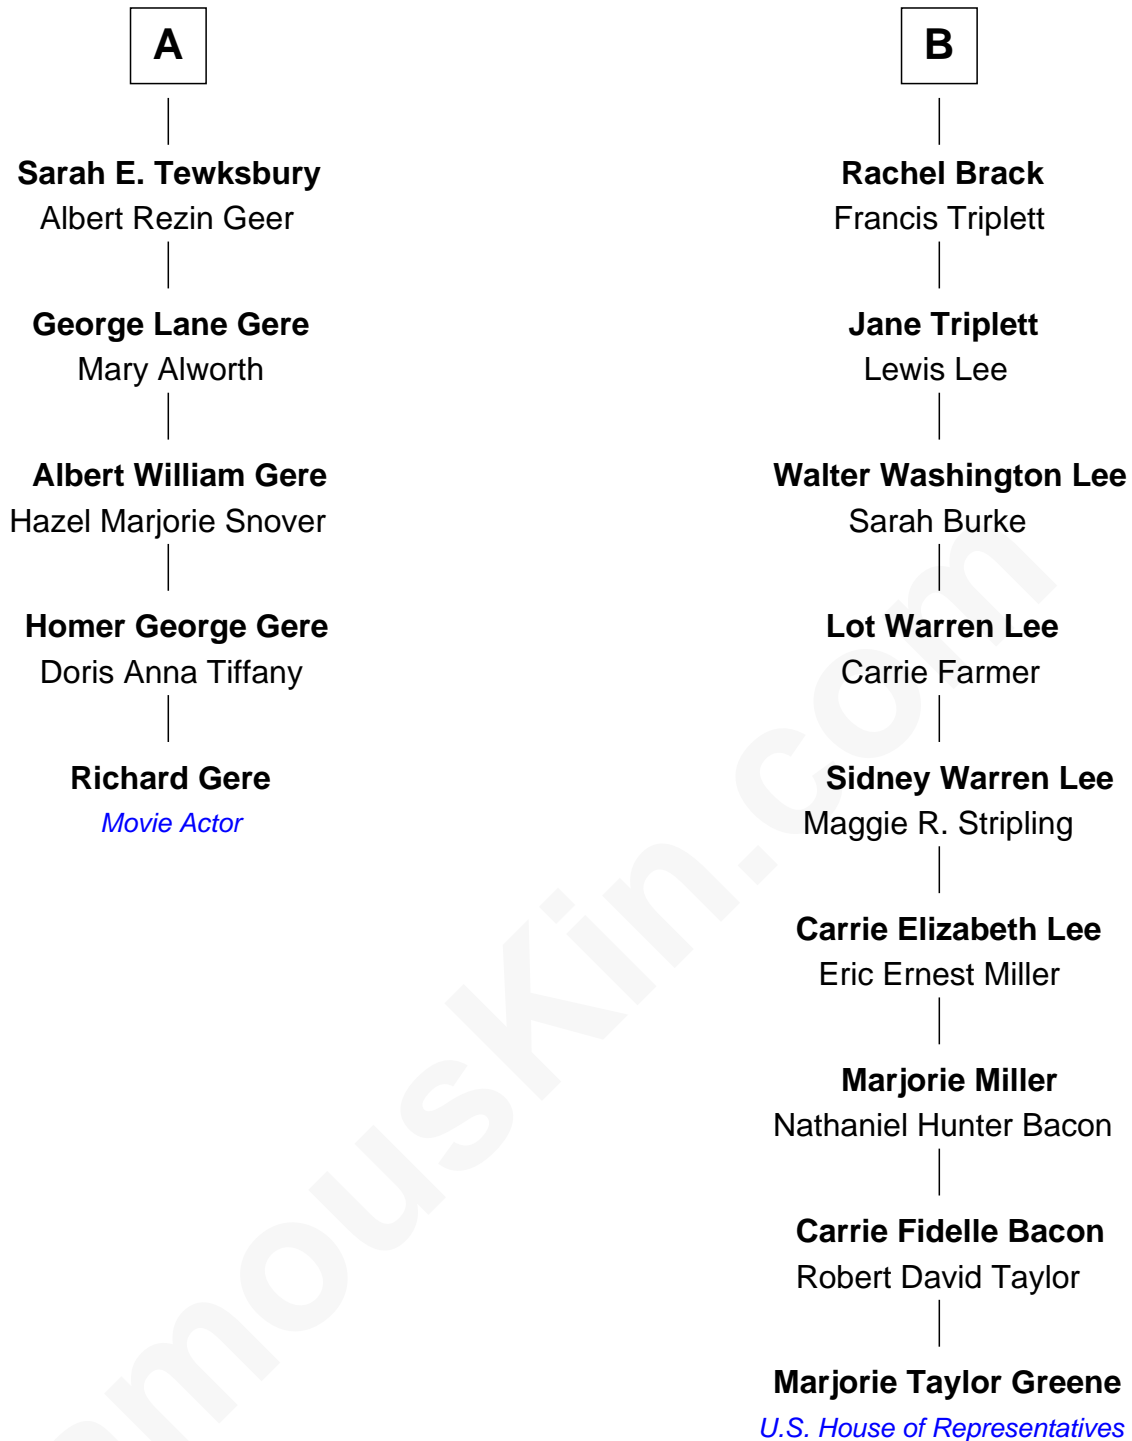 A
Sarah E. Tewksbury
Albert Rezin Geer
George Lane Gere
Mary Alworth
Albert William Gere
Hazel Marjorie Snover
Homer George Gere
Doris Anna Tiffany
Richard Gere
Movie Actor
B
Rachel Brack
Francis Triplett
Jane Triplett
Lewis Lee
Walter Washington Lee
Sarah Burke
Lot Warren Lee
Carrie Farmer
Sidney Warren Lee
Maggie R. Stripling
Carrie Elizabeth Lee
Eric Ernest Miller
Marjorie Miller
Nathaniel Hunter Bacon
Carrie Fidelle Bacon
Robert David Taylor
Marjorie Taylor Greene
U.S. House of Representatives
amousKin.com